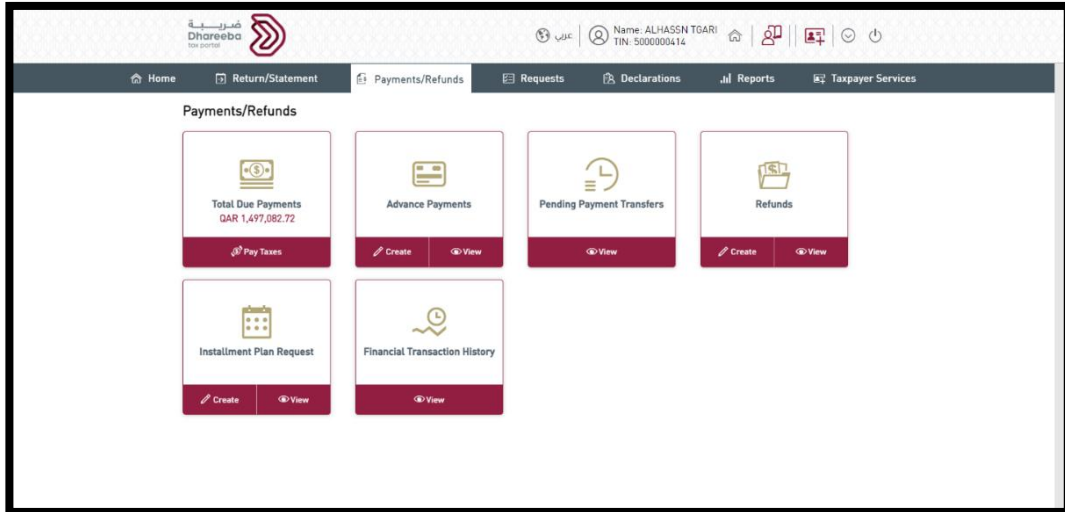 ضريبة
Dhareeba
tax portal
عربي
Name: ALHASSN TGARI
TIN: 5000000414
Home
Return/Statement
Payments/Refunds
Requests
Declarations
Reports
Taxpayer Services
Payments/Refunds
Total Due Payments
QAR 1,497,082.72
Pay Taxes
Advance Payments
Create
View
Pending Payment Transfers
View
Refunds
Create
View
Installment Plan Request
Create
View
Financial Transaction History
View